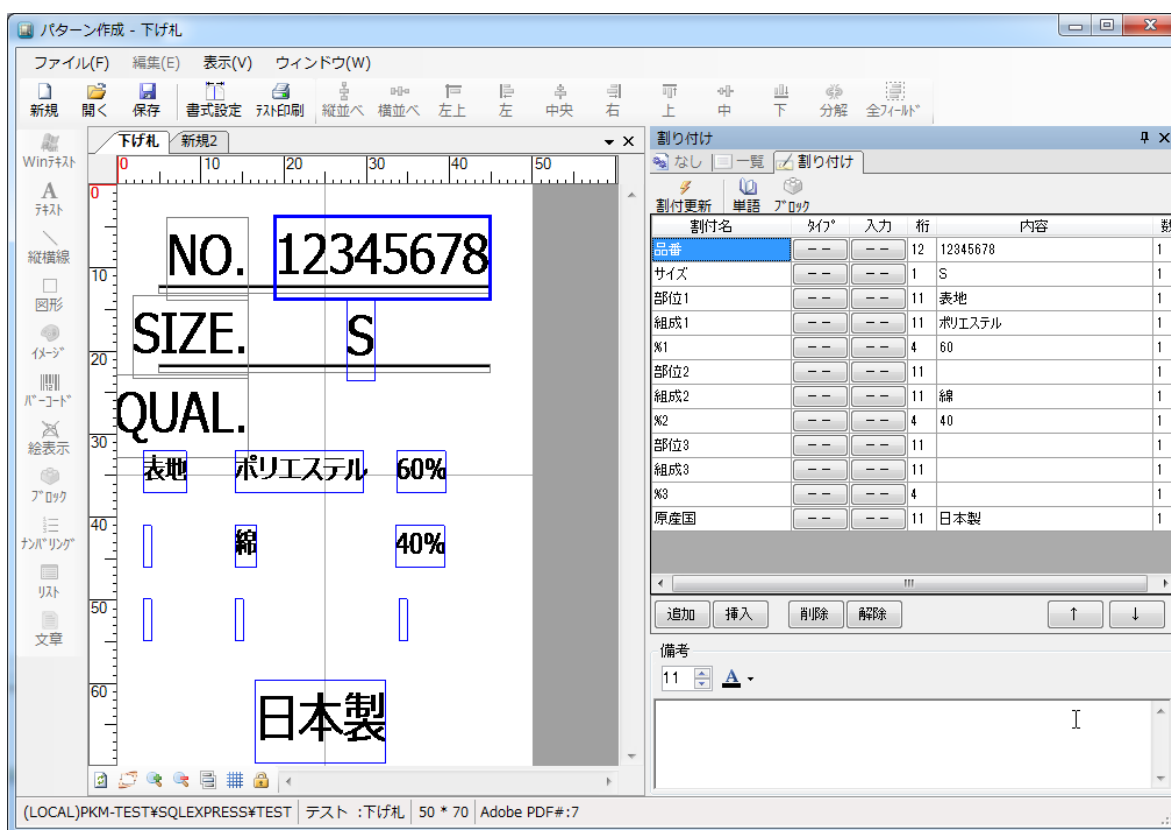 パターン作成 - 下げ札
ファイル(F) 編集(E) 表示(V) ウィンドウ(W)
新規 開く 保存 書式設定 ﾃｽﾄ印刷 縦並べ 横並べ 左上 左 中央 右 上 中 下 分解 全ﾌｨｰﾙﾄﾞ
Winﾃｷｽﾄ
ﾃｷｽﾄ
縦横線
図形
ｲﾒｰｼﾞ
ﾊﾞｰｺｰﾄﾞ
絵表示
ﾌﾞﾛｯｸ
ﾅﾝﾊﾞﾘﾝｸﾞ
ﾘｽﾄ
文章
下げ札 新規2
0 10 20 30 40 50
0
10
20
30
40
50
60
NO. 12345678
SIZE. S
QUAL.
表地 ポリエステル 60%
綿 40%
日本製
割り付け
なし 一覧 割り付け
割付更新 単語 ﾌﾞﾛｯｸ
割付名 ﾀｲﾌﾟ 入力 桁 内容 数
品番 -- -- 12 12345678 1
サイズ -- -- 1 S 1
部位1 -- -- 11 表地 1
組成1 -- -- 11 ポリエステル 1
%1 -- -- 4 60 1
部位2 -- -- 11 1
組成2 -- -- 11 綿 1
%2 -- -- 4 40 1
部位3 -- -- 11 1
組成3 -- -- 11 1
%3 -- -- 4 1
原産国 -- -- 11 日本製 1
追加 挿入 削除 解除 ↑ ↓
備考
11 A
(LOCAL)PKM-TEST¥SQLEXPRESS¥TEST テスト :下げ札 50 * 70 Adobe PDF#:7